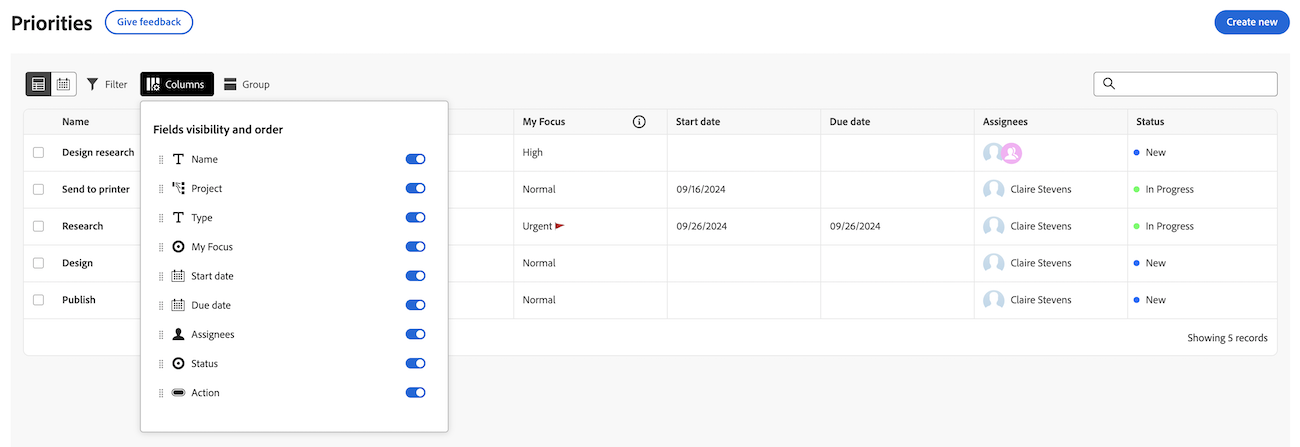 Priorities Give feedback Create new
Filter Columns Group
Name My Focus Start date Due date Assignees Status
Fields visibility and order
Name
Project
Type
My Focus
Start date
Due date
Assignees
Status
Action
Design research High New
Send to printer Normal 09/16/2024 Claire Stevens In Progress
Research Urgent 09/26/2024 09/26/2024 Claire Stevens In Progress
Design Normal Claire Stevens New
Publish Normal Claire Stevens New
Showing 5 records